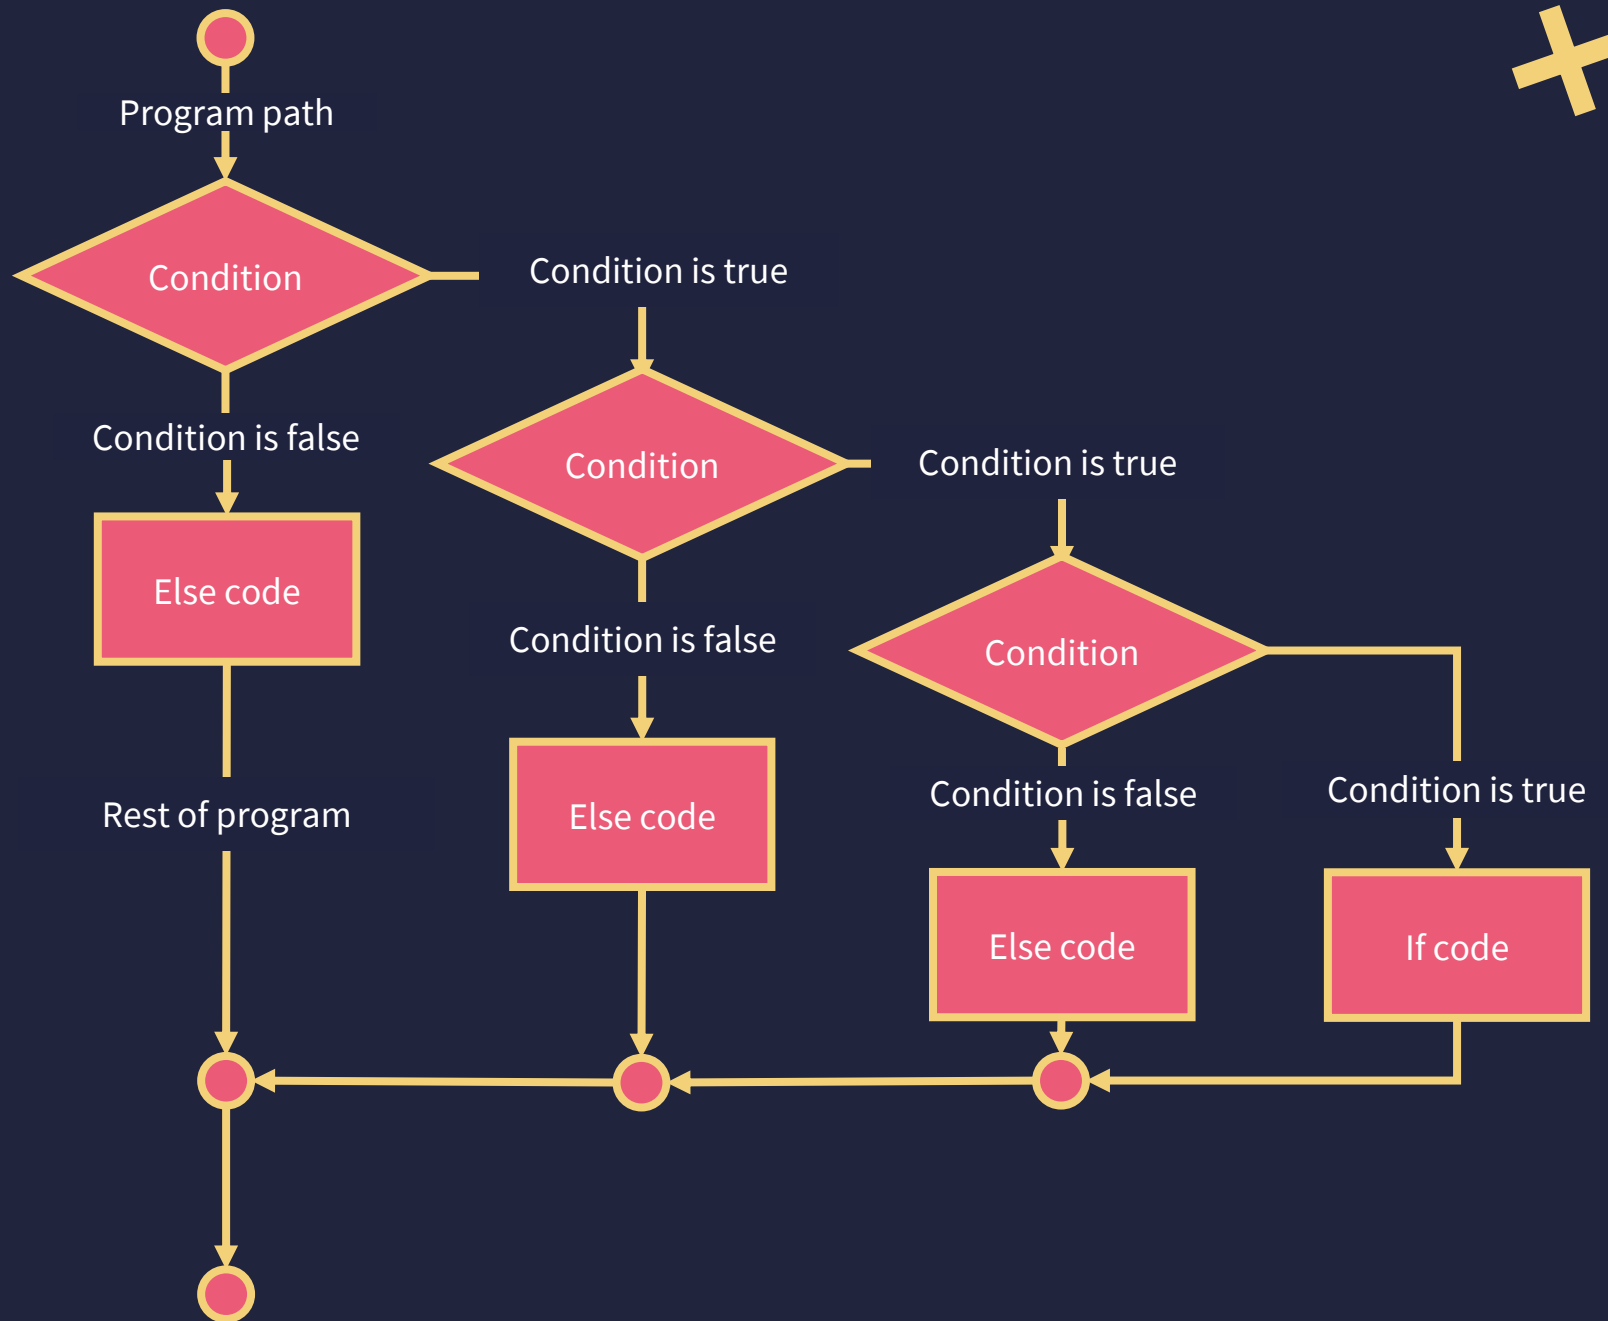 Program path
Condition
Condition is true
Condition is false
Condition
Condition is true
Else code
Condition is false
Condition
Rest of program
Else code
Condition is false
Condition is true
Else code
If code